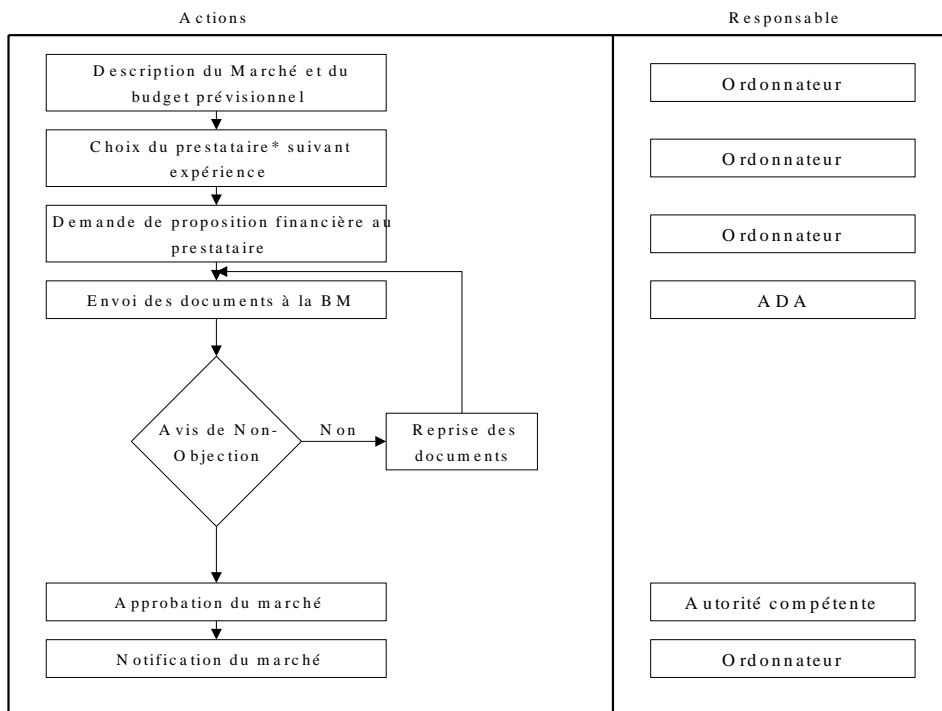 Actions
Responsable
Description du Marché et du
budget prévisionnel
Ordonnateur
Choix du prestataire* suivant
expérience
Ordonnateur
Demande de proposition financière au
prestataire
Ordonnateur
Envoi des documents à la BM
ADA
Avis de Non-
Objection
Non
Reprise des
documents
Approbation du marché
Autorité compétente
Notification du marché
Ordonnateur